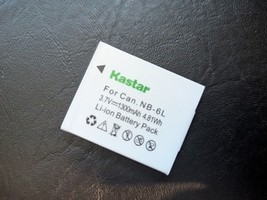 Kastar
For Can. NB-6L
3.7V⎓1300mAh 4.81Wh
Li-ion Battery Pack